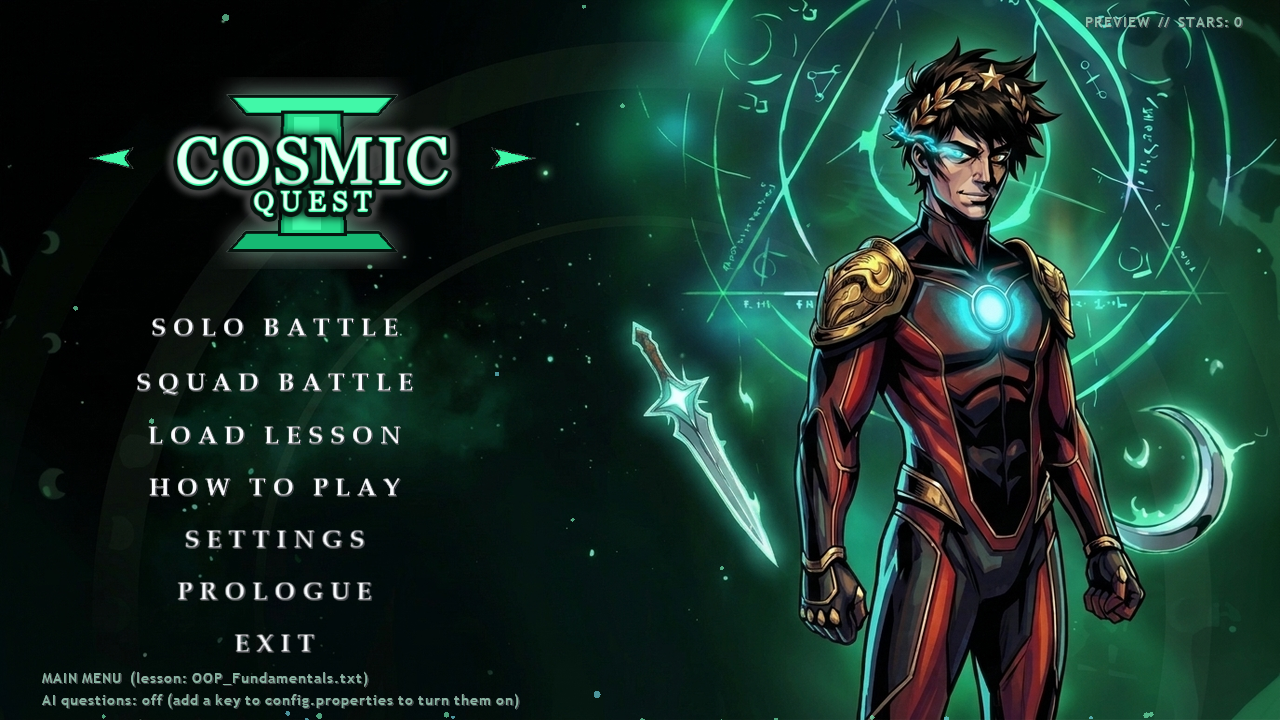 PREVIEW // STARS: 0
COSMIC
QUEST
SOLO BATTLE
SQUAD BATTLE
LOAD LESSON
HOW TO PLAY
SETTINGS
PROLOGUE
EXIT
MAIN MENU (lesson: OOP_Fundamentals.txt)
AI questions: off (add a key to config.properties to turn them on)